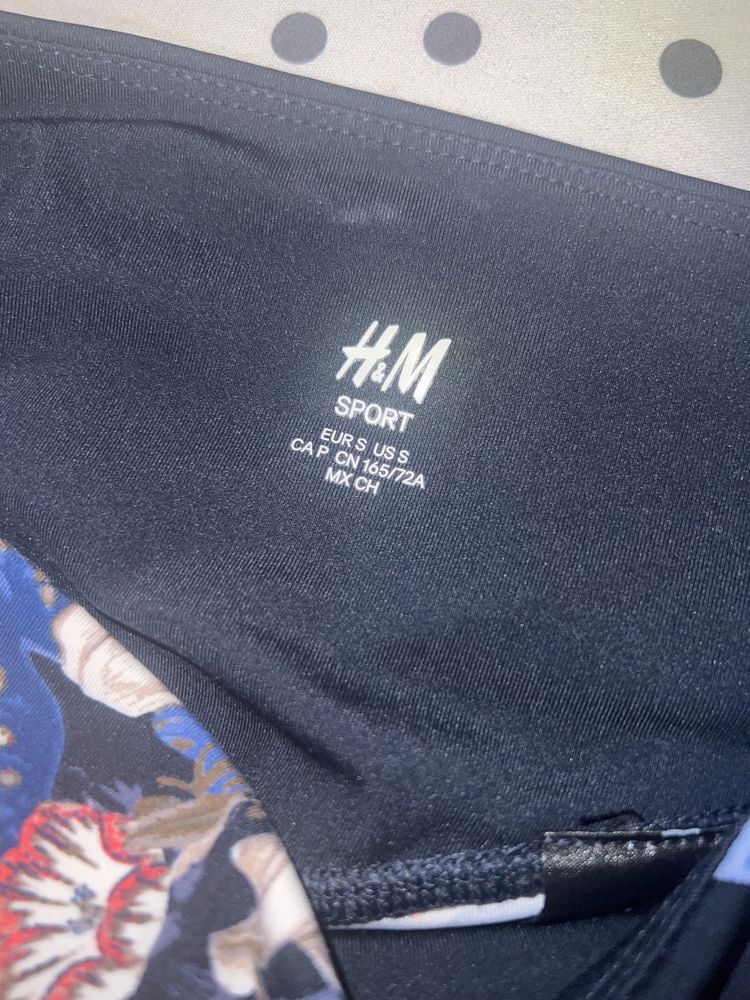 H&M
SPORT
EUR S US S
CA P CN 165/72A
MX CH